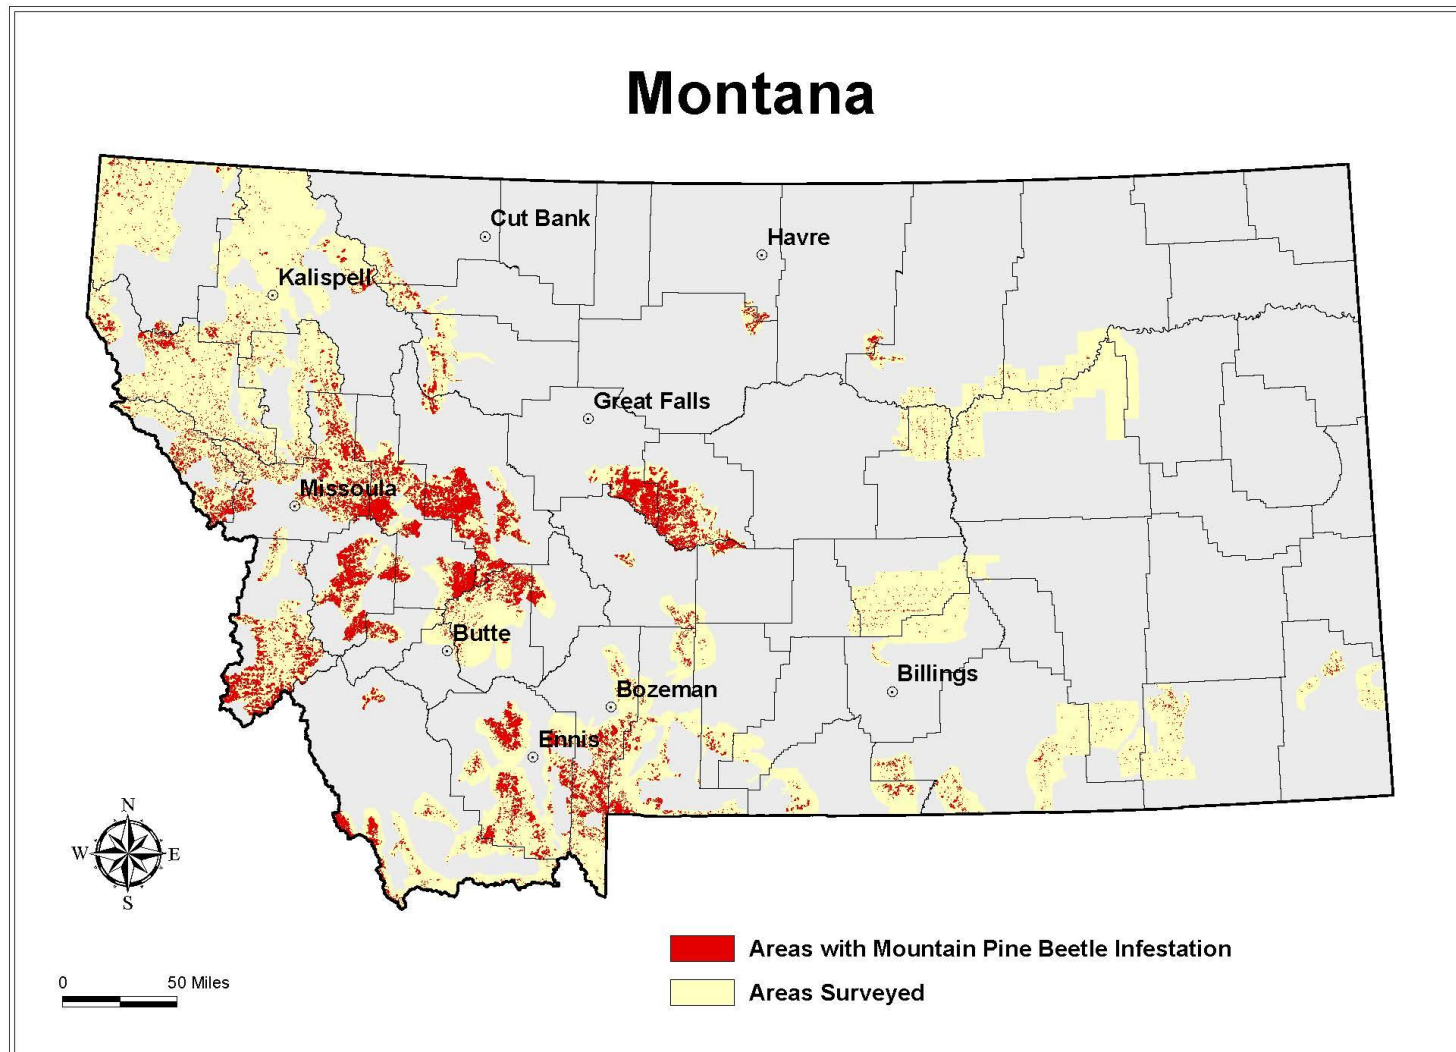 Montana
Cut Bank
Havre
Kalispell
Great Falls
Missoula
Butte
Billings
Bozeman
Ennis
N
W E
S
Areas with Mountain Pine Beetle Infestation
0 50 Miles
Areas Surveyed